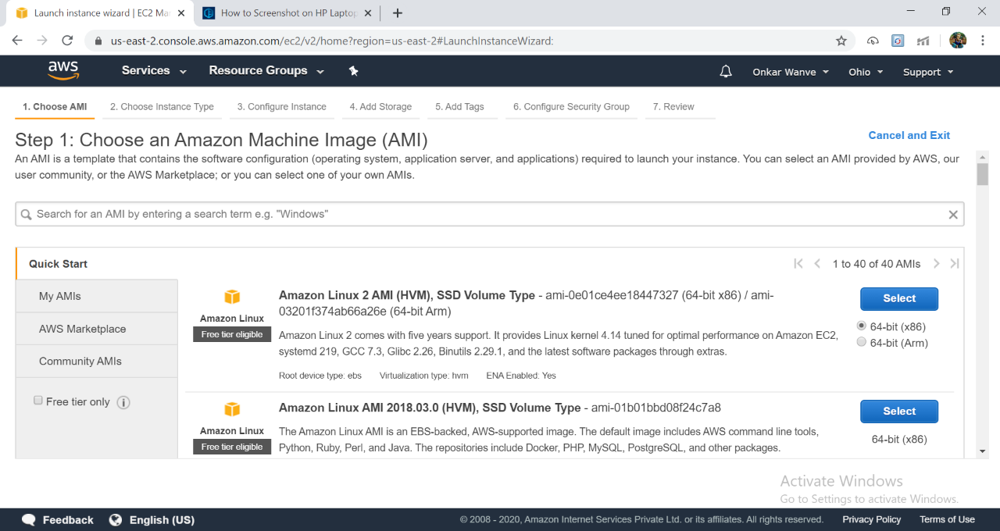 Launch instance wizard | EC2 Ma
How to Screenshot on HP Laptop
us-east-2.console.aws.amazon.com/ec2/v2/home?region=us-east-2#LaunchInstanceWizard:
aws
Services
Resource Groups
Onkar Wanve
Ohio
Support
1. Choose AMI
2. Choose Instance Type
3. Configure Instance
4. Add Storage
5. Add Tags
6. Configure Security Group
7. Review
Step 1: Choose an Amazon Machine Image (AMI)
Cancel and Exit
An AMI is a template that contains the software configuration (operating system, application server, and applications) required to launch your instance. You can select an AMI provided by AWS, our
user community, or the AWS Marketplace; or you can select one of your own AMIs.
Search for an AMI by entering a search term e.g. "Windows"
Quick Start
1 to 40 of 40 AMIs
My AMIs
AWS Marketplace
Community AMIs
Free tier only
Amazon Linux
Free tier eligible
Amazon Linux 2 AMI (HVM), SSD Volume Type - ami-0e01ce4ee18447327 (64-bit x86) / ami-
03201f374ab66a26e (64-bit Arm)
Amazon Linux 2 comes with five years support. It provides Linux kernel 4.14 tuned for optimal performance on Amazon EC2,
systemd 219, GCC 7.3, Glibc 2.26, Binutils 2.29.1, and the latest software packages through extras.
Root device type: ebs
Virtualization type: hvm
ENA Enabled: Yes
Select
64-bit (x86)
64-bit (Arm)
Amazon Linux
Free tier eligible
Amazon Linux AMI 2018.03.0 (HVM), SSD Volume Type - ami-01b01bbd08f24c7a8
The Amazon Linux AMI is an EBS-backed, AWS-supported image. The default image includes AWS command line tools,
Python, Ruby, Perl, and Java. The repositories include Docker, PHP, MySQL, PostgreSQL, and other packages.
Select
64-bit (x86)
Activate Windows
Go to Settings to activate Windows.
Feedback
English (US)
© 2008 - 2020, Amazon Internet Services Private Ltd. or its affiliates. All rights reserved.
Privacy Policy
Terms of Use